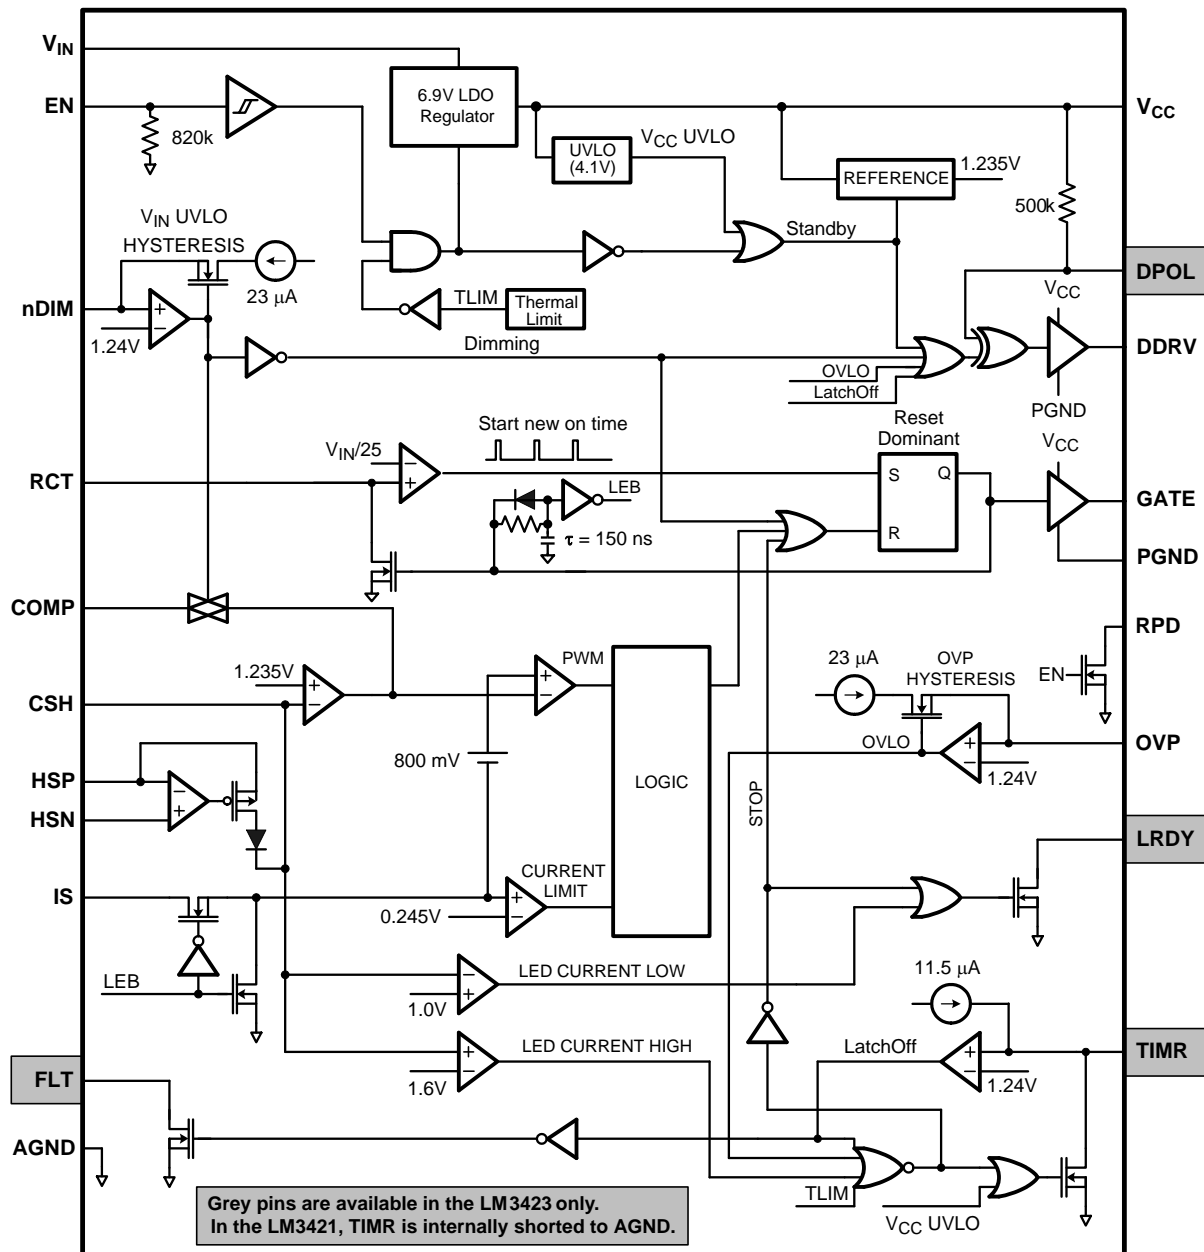 VIN
EN
820k
6.9V LDO
Regulator
UVLO
(4.1V)
VCC UVLO
VCC
REFERENCE
1.235V
500k
VIN UVLO
HYSTERESIS
23 µA
Standby
DPOL
nDIM
1.24V
+
−
TLIM
Thermal
Limit
VCC
Dimming
DDRV
OVLO
LatchOff
PGND
Start new on time
Reset
Dominant
VIN/25
−
+
VCC
RCT
S
Q
LEB
GATE
R
τ = 150 ns
PGND
COMP
RPD
1.235V
+
−
PWM
+
−
23 µA
OVP
HYSTERESIS
EN
CSH
OVLO
+
−
OVP
800 mV
1.24V
HSP
−
+
LOGIC
HSN
STOP
LRDY
IS
CURRENT
LIMIT
+
−
0.245V
LED CURRENT LOW
−
+
11.5 µA
LEB
1.0V
LED CURRENT HIGH
+
−
LatchOff
+
−
TIMR
1.6V
1.24V
FLT
AGND
TLIM
VCC UVLO
Grey pins are available in the LM3423 only.
In the LM3421, TIMR is internally shorted to AGND.